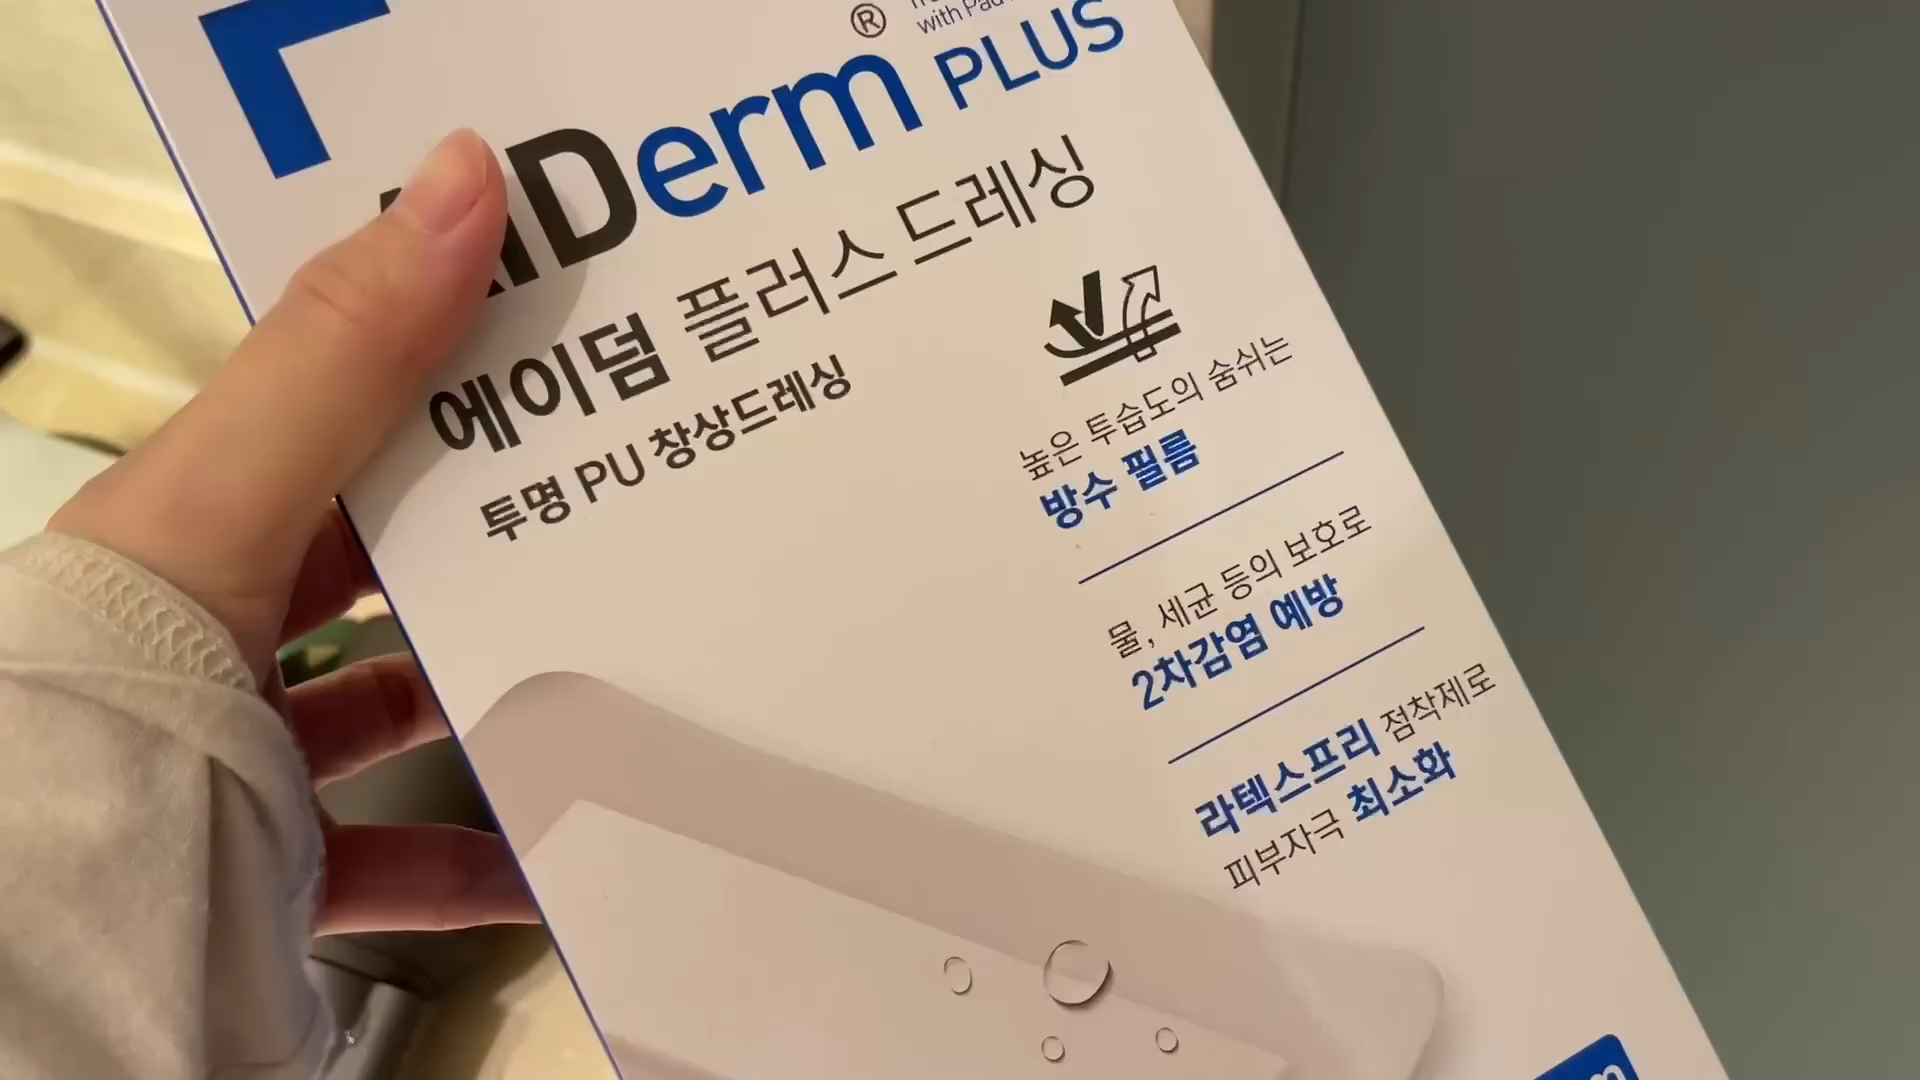 with Pad
®
Derm PLUS
에이덤 플러스 드레싱
투명 PU 창상드레싱
높은 투습도의 숨쉬는
방수 필름
물, 세균 등의 보호로
2차감염 예방
라텍스프리 점착제로
피부자극 최소화